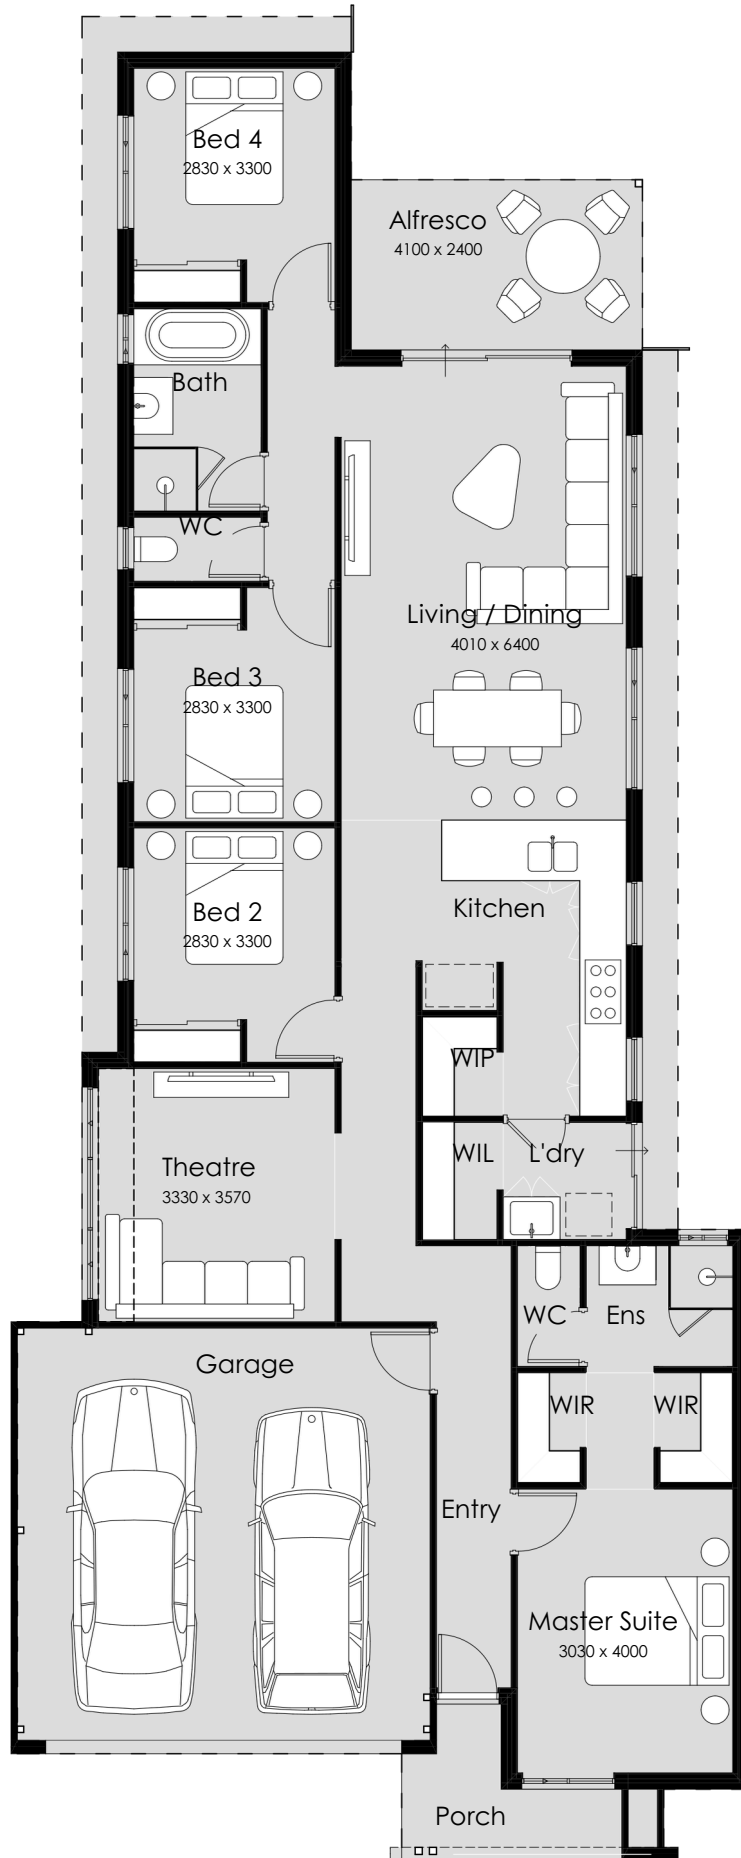 Bed 4
2830 x 3300
Alfresco
4100 x 2400
Bath
WC
Living / Dining
4010 x 6400
Bed 3
2830 x 3300
Bed 2
2830 x 3300
Kitchen
WIP
WIL
L'dry
Theatre
3330 x 3570
WC
Ens
Garage
WIR
WIR
Entry
Master Suite
3030 x 4000
Porch